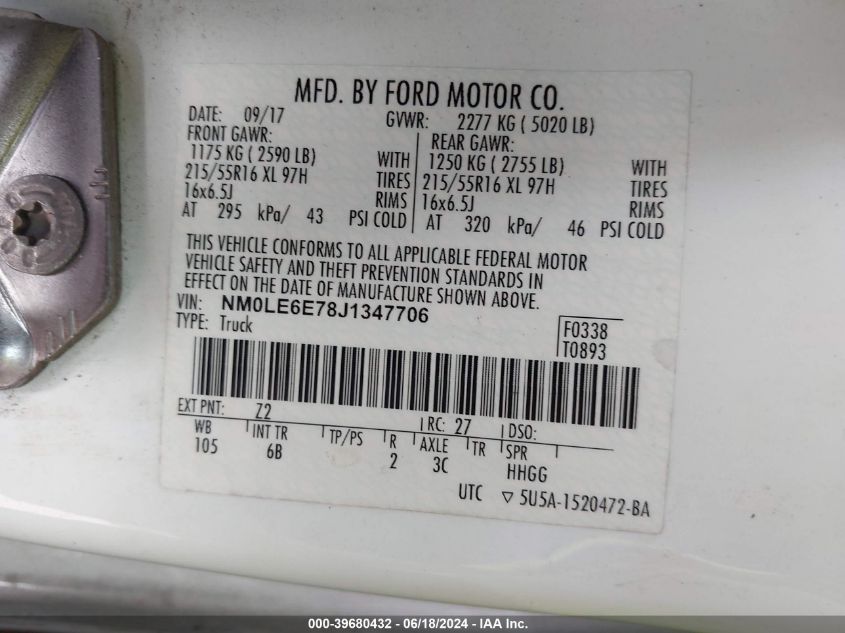 MFD. BY FORD MOTOR CO.
DATE: 09/17 GVWR: 2277 KG ( 5020 LB)
FRONT GAWR: REAR GAWR:
1175 KG ( 2590 LB) WITH 1250 KG ( 2755 LB) WITH
215/55R16 XL 97H TIRES 215/55R16 XL 97H TIRES
16x6.5J RIMS 16x6.5J RIMS
AT 295 kPa/ 43 PSI COLD AT 320 kPa/ 46 PSI COLD
THIS VEHICLE CONFORMS TO ALL APPLICABLE FEDERAL MOTOR
VEHICLE SAFETY AND THEFT PREVENTION STANDARDS IN
EFFECT ON THE DATE OF MANUFACTURE SHOWN ABOVE.
VIN: NM0LE6E78J1347706
TYPE: Truck
F0338
T0893
EXT PNT: Z2 RC: 27 DSO:
WB INT TR TP/PS R AXLE TR SPR
105 6B 2 3C HHGG
UTC ▽ 5U5A-1520472-BA
000-39680432 - 06/18/2024 - IAA Inc.